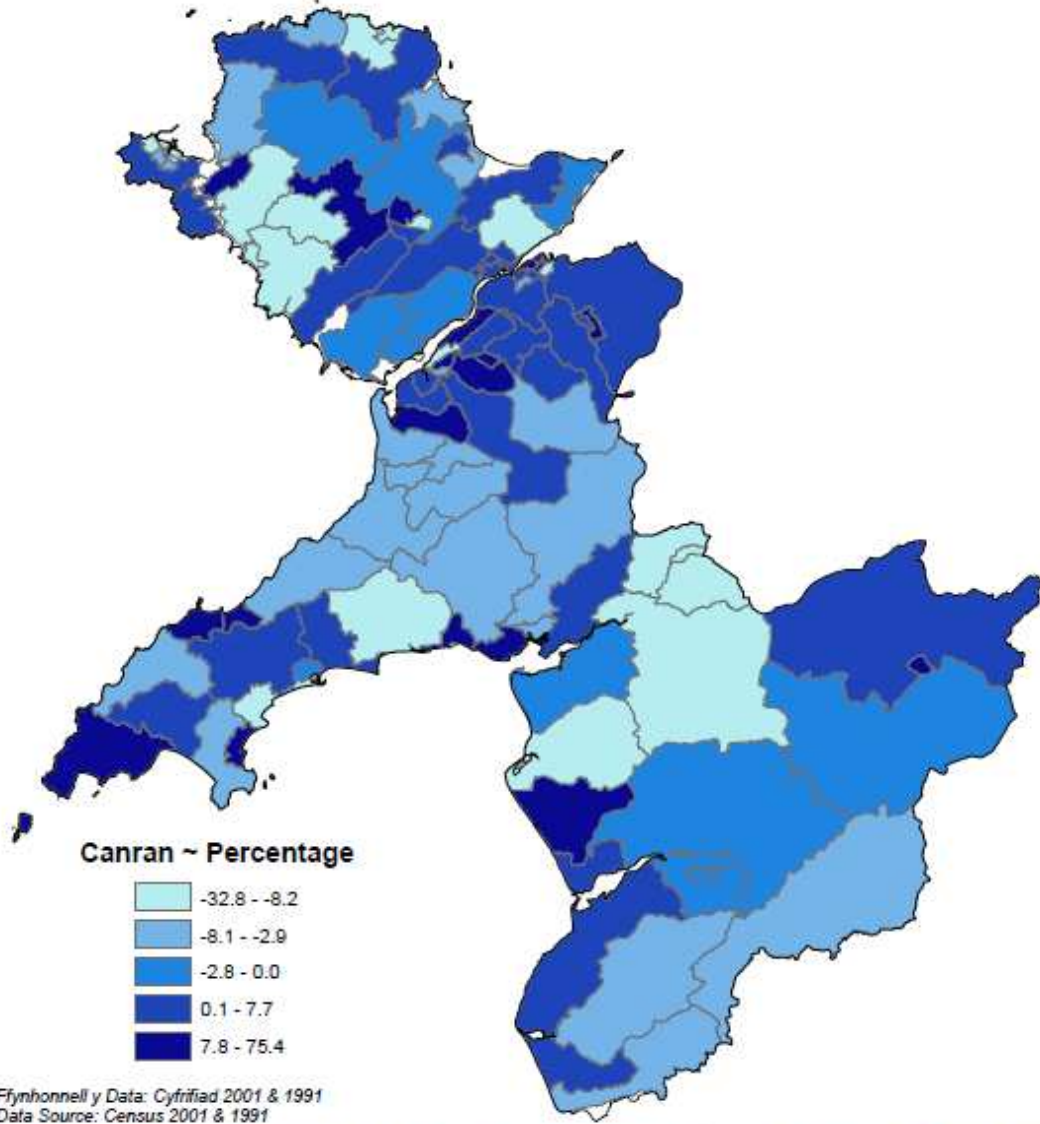 Canran ~ Percentage
-32.8 - -8.2
-8.1 - -2.9
-2.8 - 0.0
0.1 - 7.7
7.8 - 75.4
Ffynhonnell y Data: Cyfrifiad 2001 & 1991
Data Source: Census 2001 & 1991